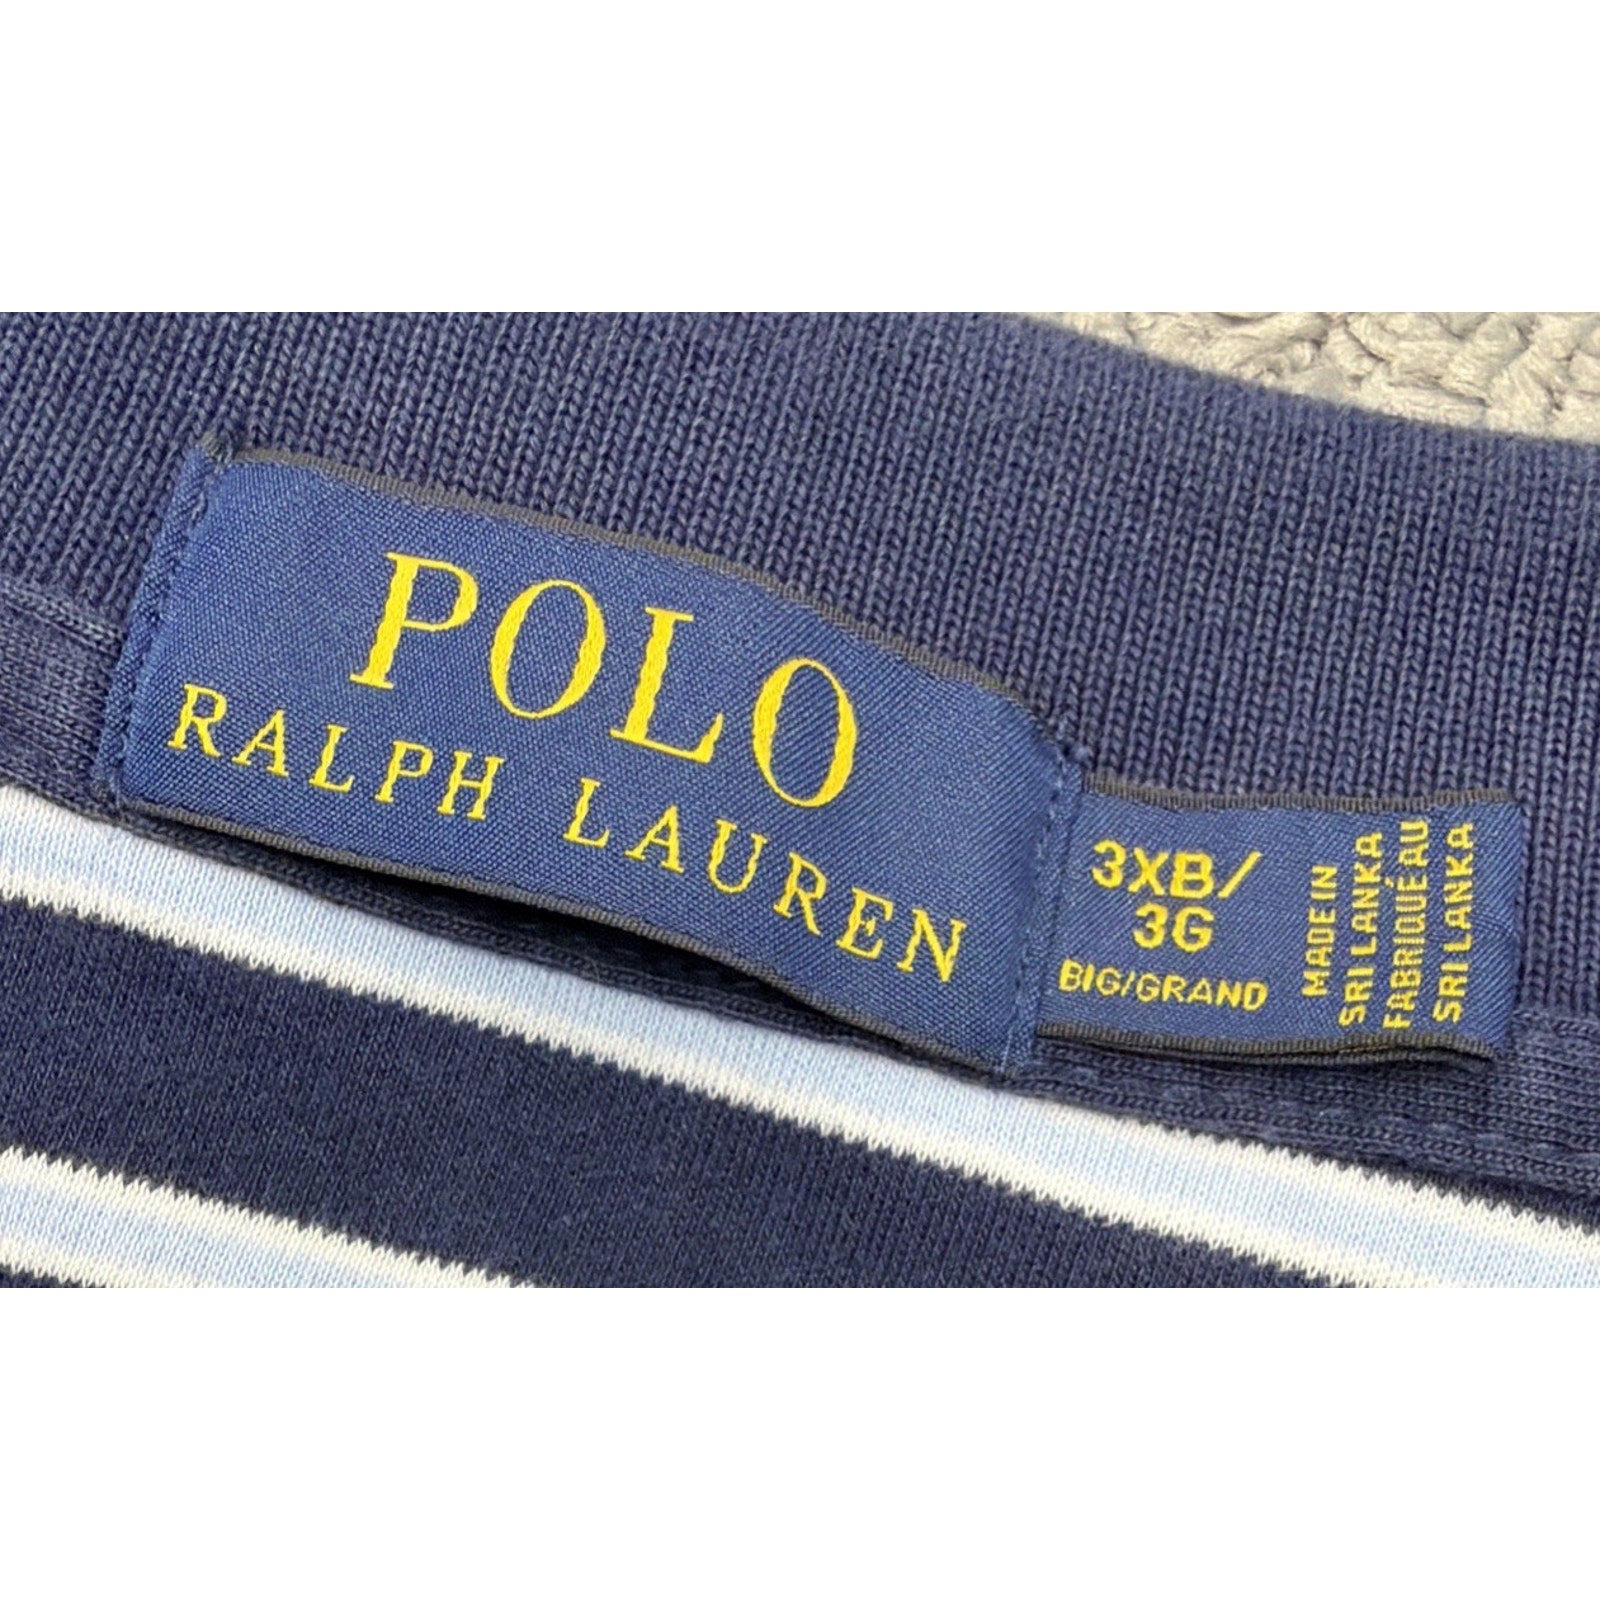 POLO
RALPH LAUREN
3XB/
3G
BIG/GRAND
MADE IN
SRI LANKA
FABRIQUÉ AU
SRI LANKA